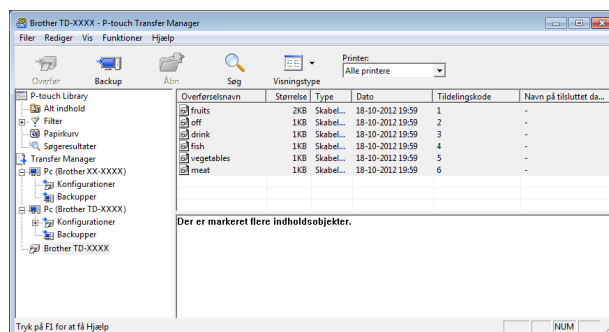 Brother TD-XXXX - P-touch Transfer Manager
Filer Rediger Vis Funktioner Hjælp
Printer:
Alle printere
Overfør Backup Åbn Søg Visningstype
P-touch Library
Alt indhold
Filter
Papirkurv
Søgeresultater
Transfer Manager
Pc (Brother XX-XXXX)
Konfigurationer
Backupper
Pc (Brother TD-XXXX)
Konfigurationer
Backupper
Brother TD-XXXX
Overførselsnavn Størrelse Type Dato Tildelingskode Navn på tilsluttet da...
fruits 2KB Skabel... 18-10-2012 19:59 1 -
off 1KB Skabel... 18-10-2012 19:59 2 -
drink 1KB Skabel... 18-10-2012 19:59 3 -
fish 1KB Skabel... 18-10-2012 19:59 4 -
vegetables 1KB Skabel... 18-10-2012 19:59 5 -
meat 1KB Skabel... 18-10-2012 19:59 6 -
Der er markeret flere indholdsobjekter.
Tryk på F1 for at få Hjælp NUM